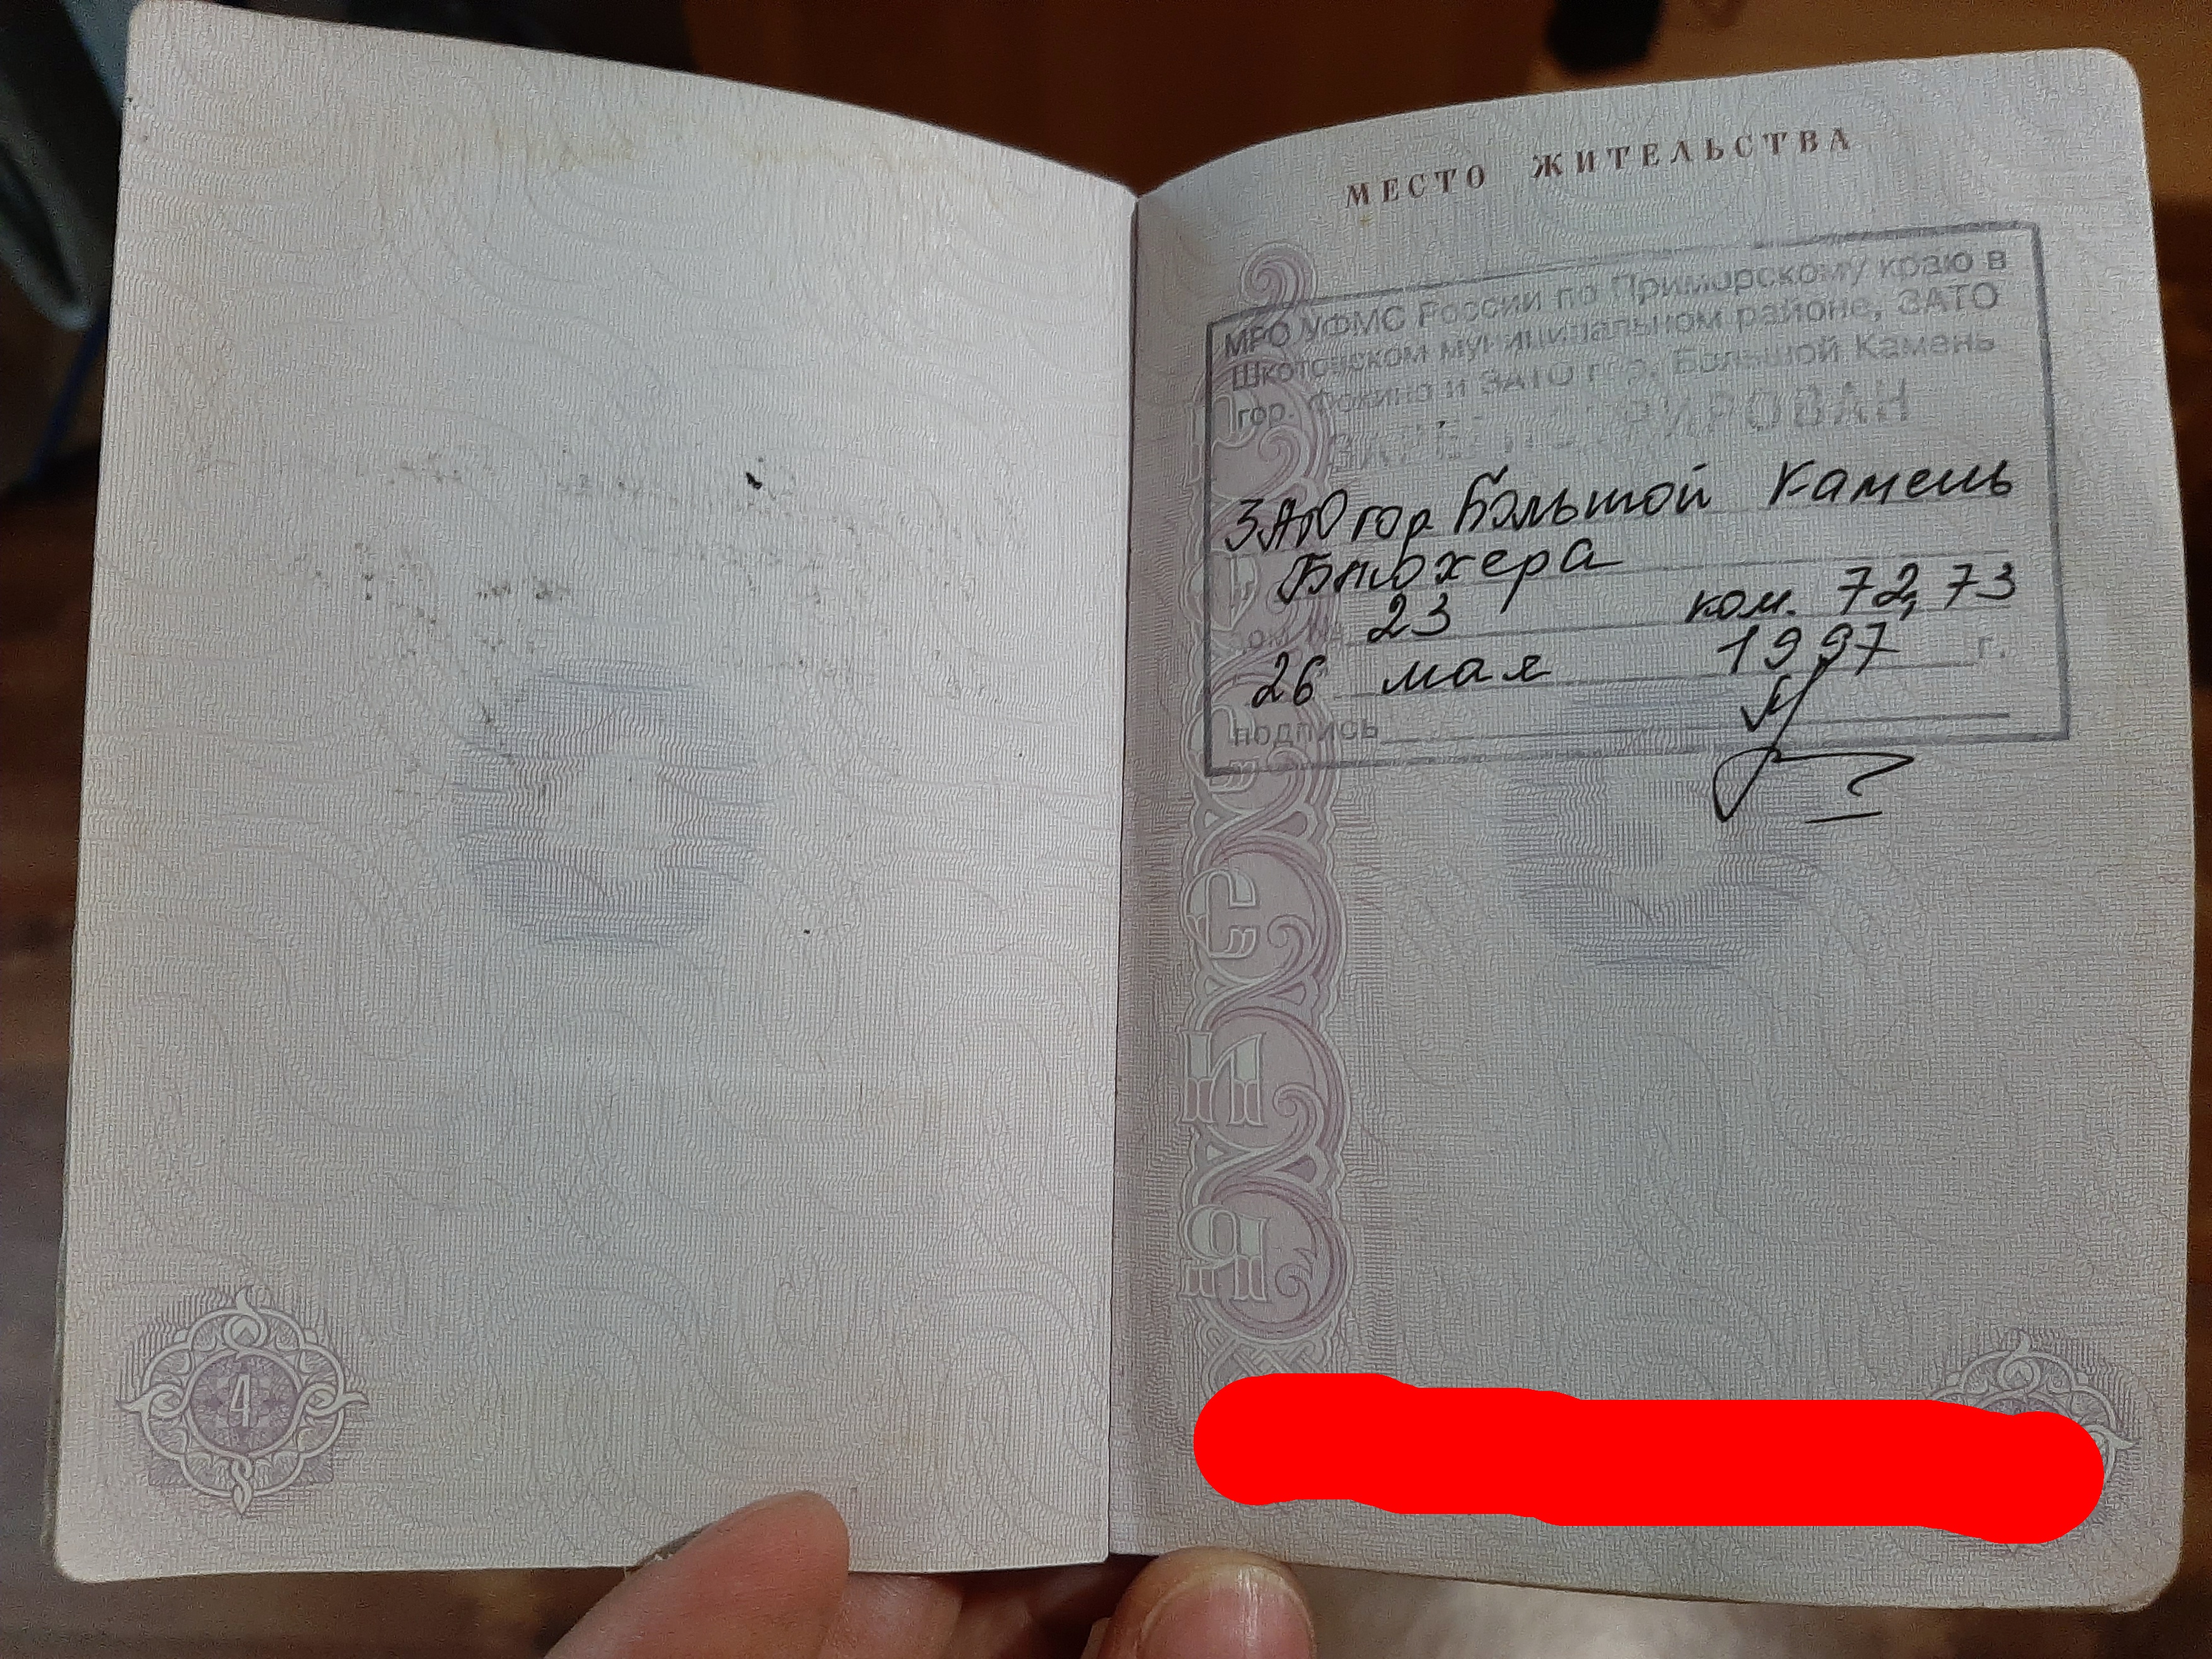 МЕСТО ЖИТЕЛЬСТВА
МРО УФМС России по Приморскому краю в
Шкотовском муниципальном районе, ЗАТО
гор. Фокино и ЗАТО гор. Большой Камень
ЗАРЕГИСТРИРОВАН
ЗАТО гор Большой Камень
Блюхера
дом № 23 ком. 72, 73
26 мая 1997 г.
подпись
РОССИЯ
4